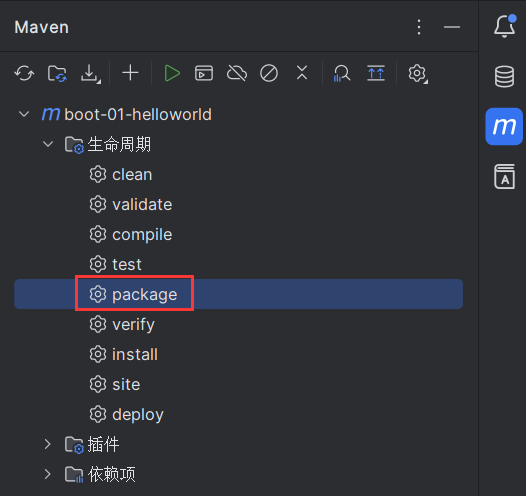 Maven
m boot-01-helloworld
生命周期
clean
validate
compile
test
package
verify
install
site
deploy
插件
依赖项
m
A